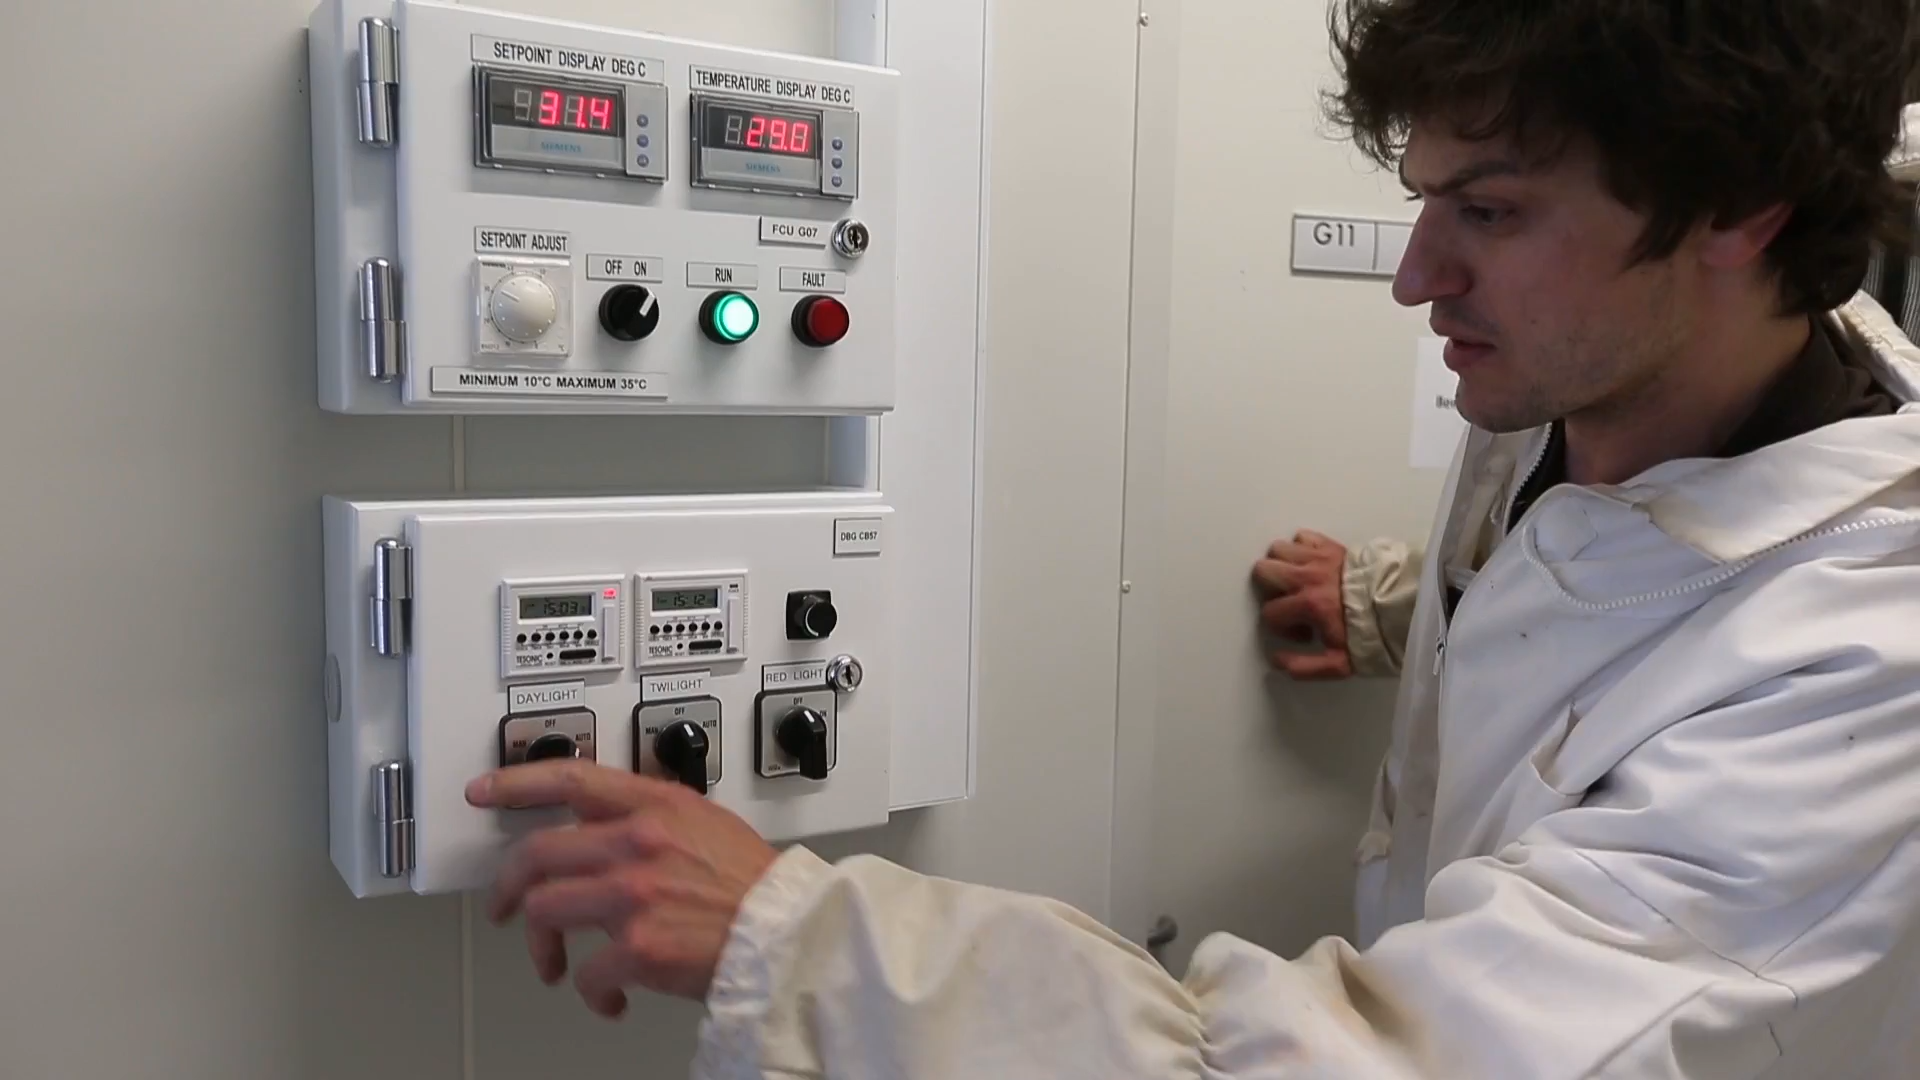 SETPOINT DISPLAY DEG C
TEMPERATURE DISPLAY DEG C
31.4
29.0
SIEMENS
SIEMENS
FCU G07
G11
SETPOINT ADJUST
OFF ON
RUN
FAULT
MINIMUM 10°C MAXIMUM 35°C
DBG CB57
15:03
15:12
TESONIC
TESONIC
DAYLIGHT
TWILIGHT
RED LIGHT
OFF
MAN
AUTO
OFF
MAN
AUTO
OFF
ON